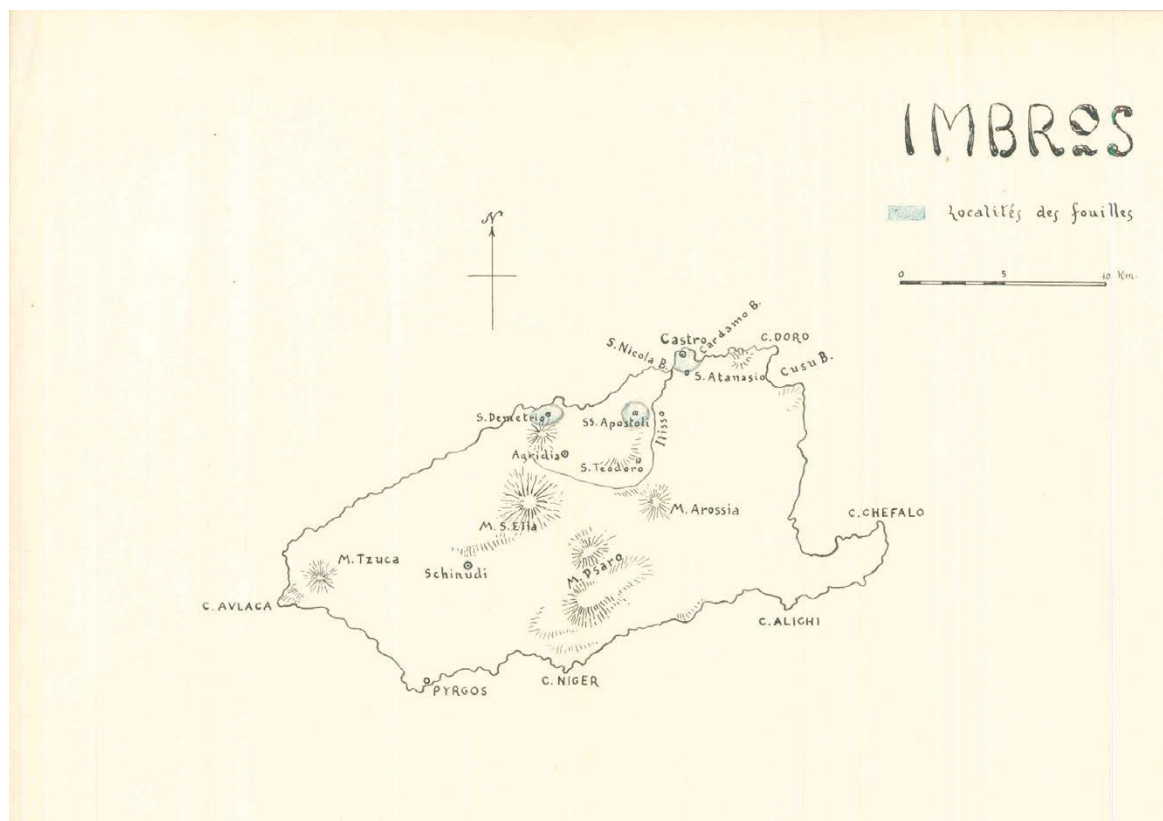 IMBROS
Localités des fouilles
0 5 10 Km.
N
Castro
Cardamo B.
C. DORO
S. Nicola B.
S. Atanasio
Cusu B.
S. Demetrio
SS. Apostoli
Ilisso
Agridia
S. Teodoro
M. S. Elia
M. Arossia
C. CHEFALO
M. Tzuca
Schinudi
M. Psaro
C. AVLACA
C. ALICHI
PYRGOS
C. NIGER